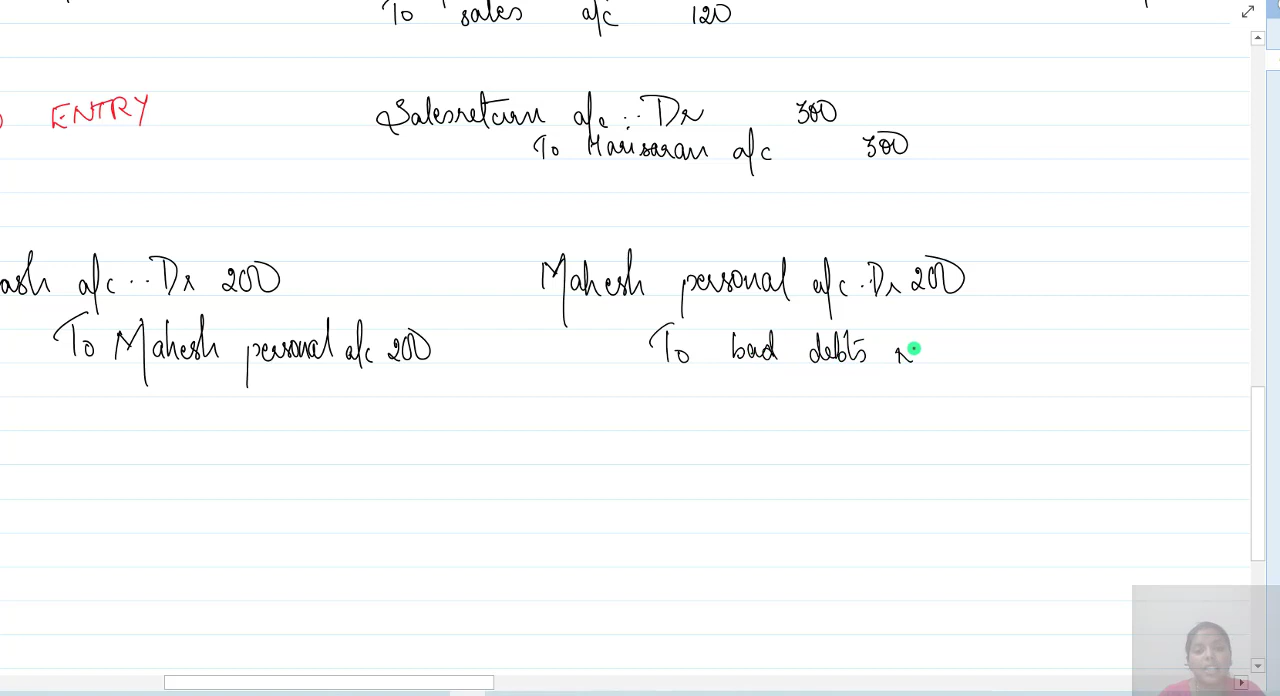 To sales a/c 120
ENTRY Salesreturn a/c ... Dr 300
To Harisaran a/c 300
ash a/c ... Dr 200 Mahesh personal a/c .. Dr 200
To Mahesh personal a/c 200 To bad debts r